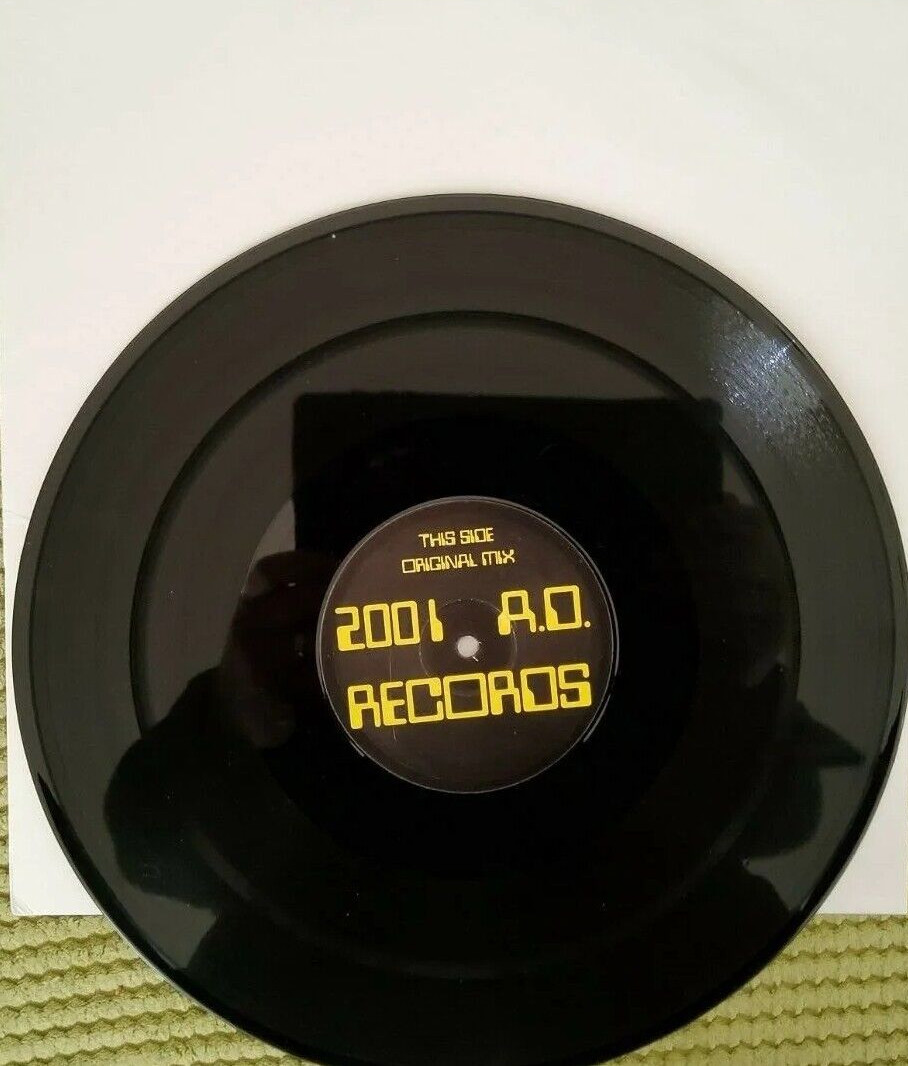 THIS SIDE
ORIGINAL MIX
2001 A.D.
RECORDS